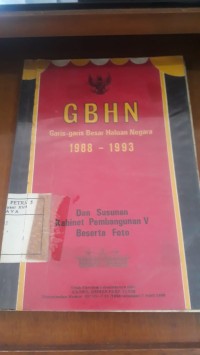 GBHN
Garis-garis Besar Haluan Negara
1988 - 1993
Dan Susunan
Kabinet Pembangunan V
Beserta Foto